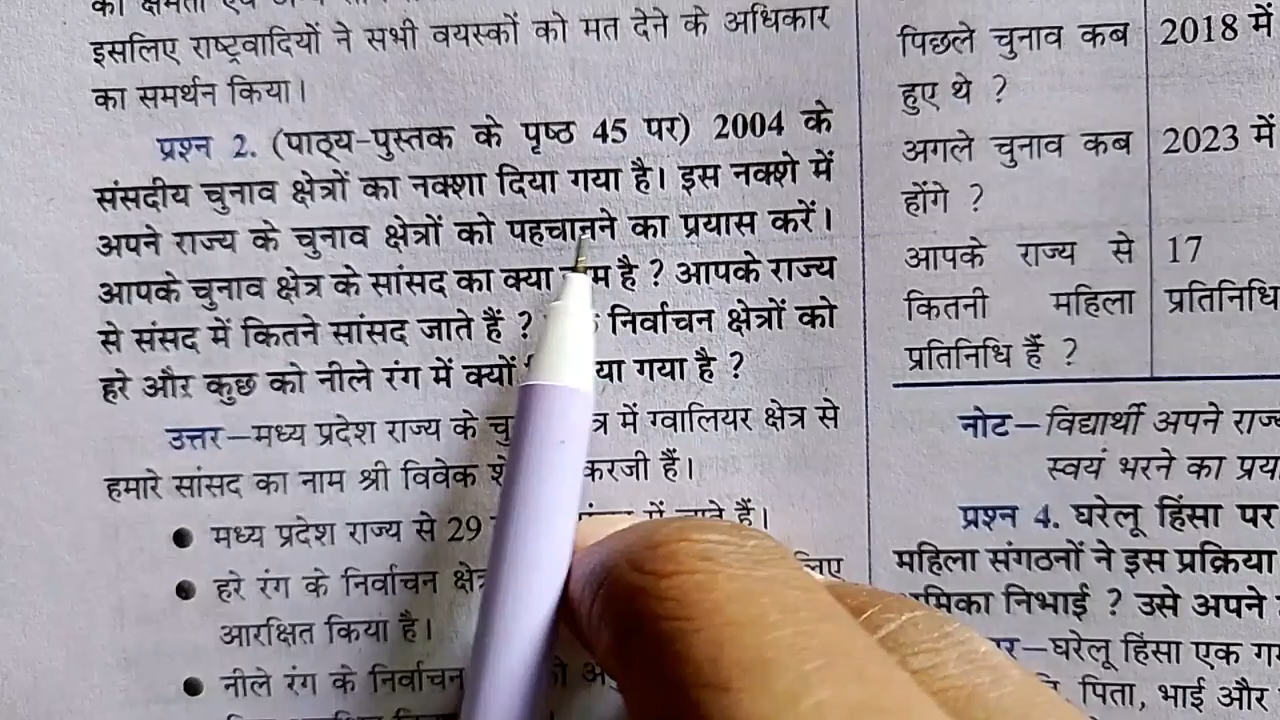 इसलिए राष्ट्रवादियों ने सभी वयस्कों को मत देने के अधिकार
का समर्थन किया।
प्रश्न 2. (पाठ्य-पुस्तक के पृष्ठ 45 पर) 2004 के
संसदीय चुनाव क्षेत्रों का नक्शा दिया गया है। इस नक्शे में
अपने राज्य के चुनाव क्षेत्रों को पहचानने का प्रयास करें।
आपके चुनाव क्षेत्र के सांसद का क्या है ? आपके राज्य
से संसद में कितने सांसद जाते हैं ? निर्वाचन क्षेत्रों को
हरे और कुछ को नीले रंग में क्यों गया है ?
उत्तर—मध्य प्रदेश राज्य के में ग्वालियर क्षेत्र से
हमारे सांसद का नाम श्री विवेक हैं।
● मध्य प्रदेश राज्य से 29 में जाते हैं।
● हरे रंग के निर्वाचन
आरक्षित किया है।
● नीले रंग के निर्वाचन
पिछले चुनाव कब 2018 में
हुए थे ?
अगले चुनाव कब 2023 में
होंगे ?
आपके राज्य से 17
कितनी महिला प्रतिनिधि
प्रतिनिधि हैं ?
नोट—विद्यार्थी अपने
स्वयं भरने का
प्रश्न 4. घरेलू हिंसा पर
महिला संगठनों ने इस प्रक्रिया
निभाई ? उसे अपने
घरेलू हिंसा एक
पिता, भाई और